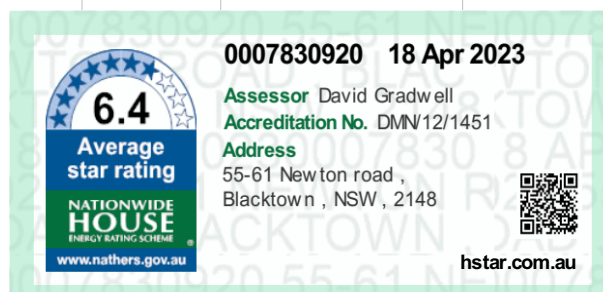 0007830920 18 Apr 2023
6.4
Average
star rating
NATIONWIDE
HOUSE
ENERGY RATING SCHEME ®
www.nathers.gov.au
Assessor David Gradwell
Accreditation No. DMN/12/1451
Address
55-61 Newton road ,
Blacktown , NSW , 2148
hstar.com.au